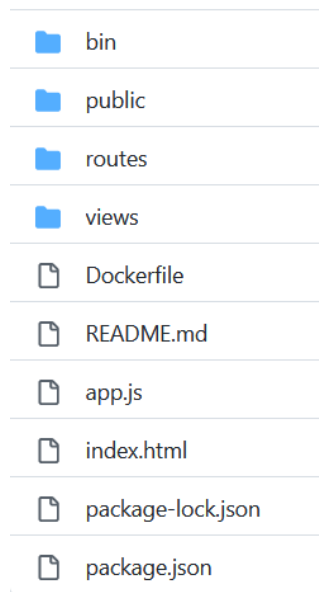 bin
public
routes
views
Dockerfile
README.md
app.js
index.html
package-lock.json
package.json